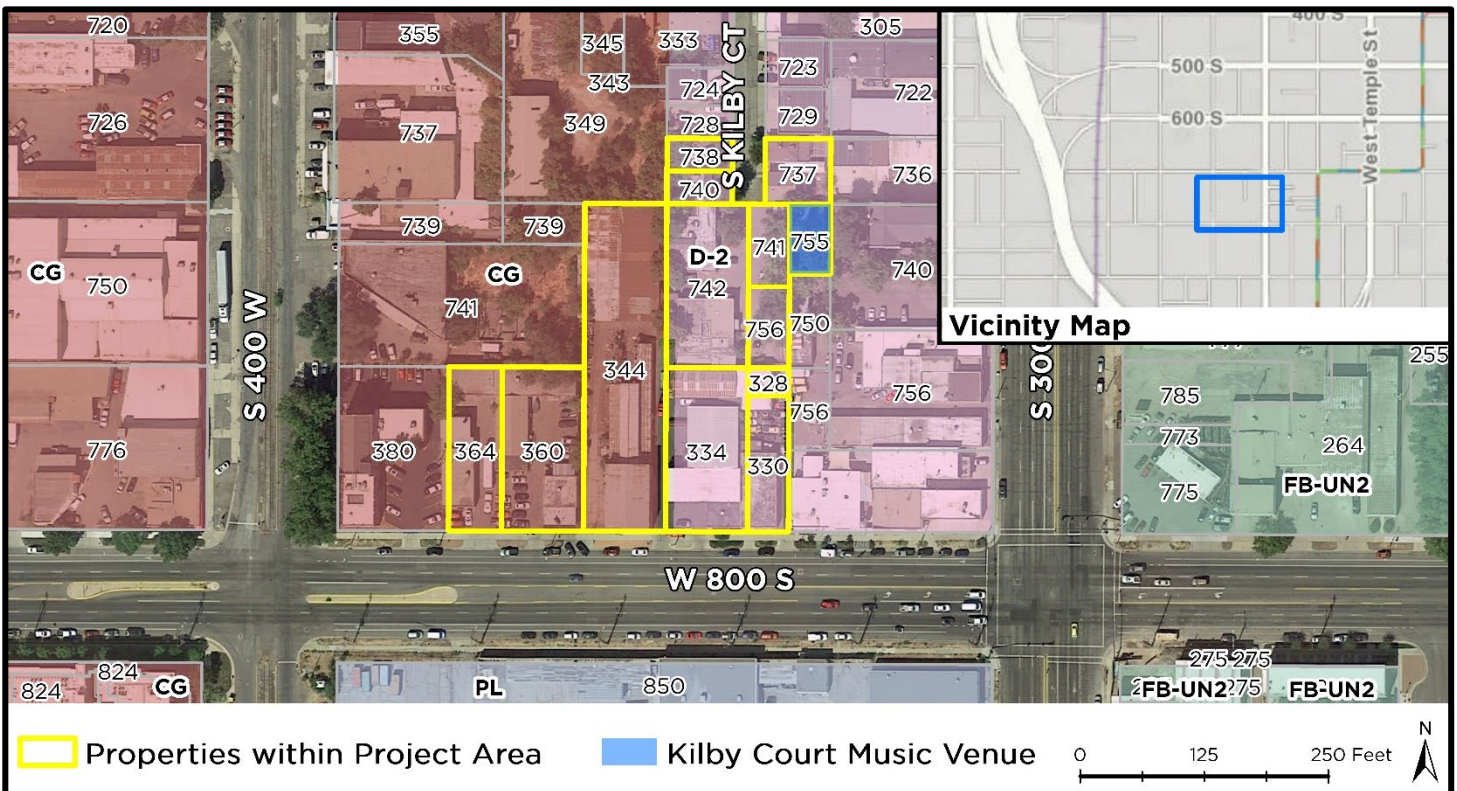 720
355
345
333
S KILBY CT
305
343
723
724
722
726
737
349
728
729
738
737
736
740
739
739
741
755
CG
750
CG
D-2
742
740
741
756
750
S 400 W
344
328
756
756
776
380
364
360
334
330
W 800 S
S 300
785
773
775
264
FB-UN2
255
824
824
CG
PL
850
275 275
FB-UN2
275
FB-UN2
400 S
500 S
600 S
West Temple St
Vicinity Map
Properties within Project Area
Kilby Court Music Venue
0 125 250 Feet
N